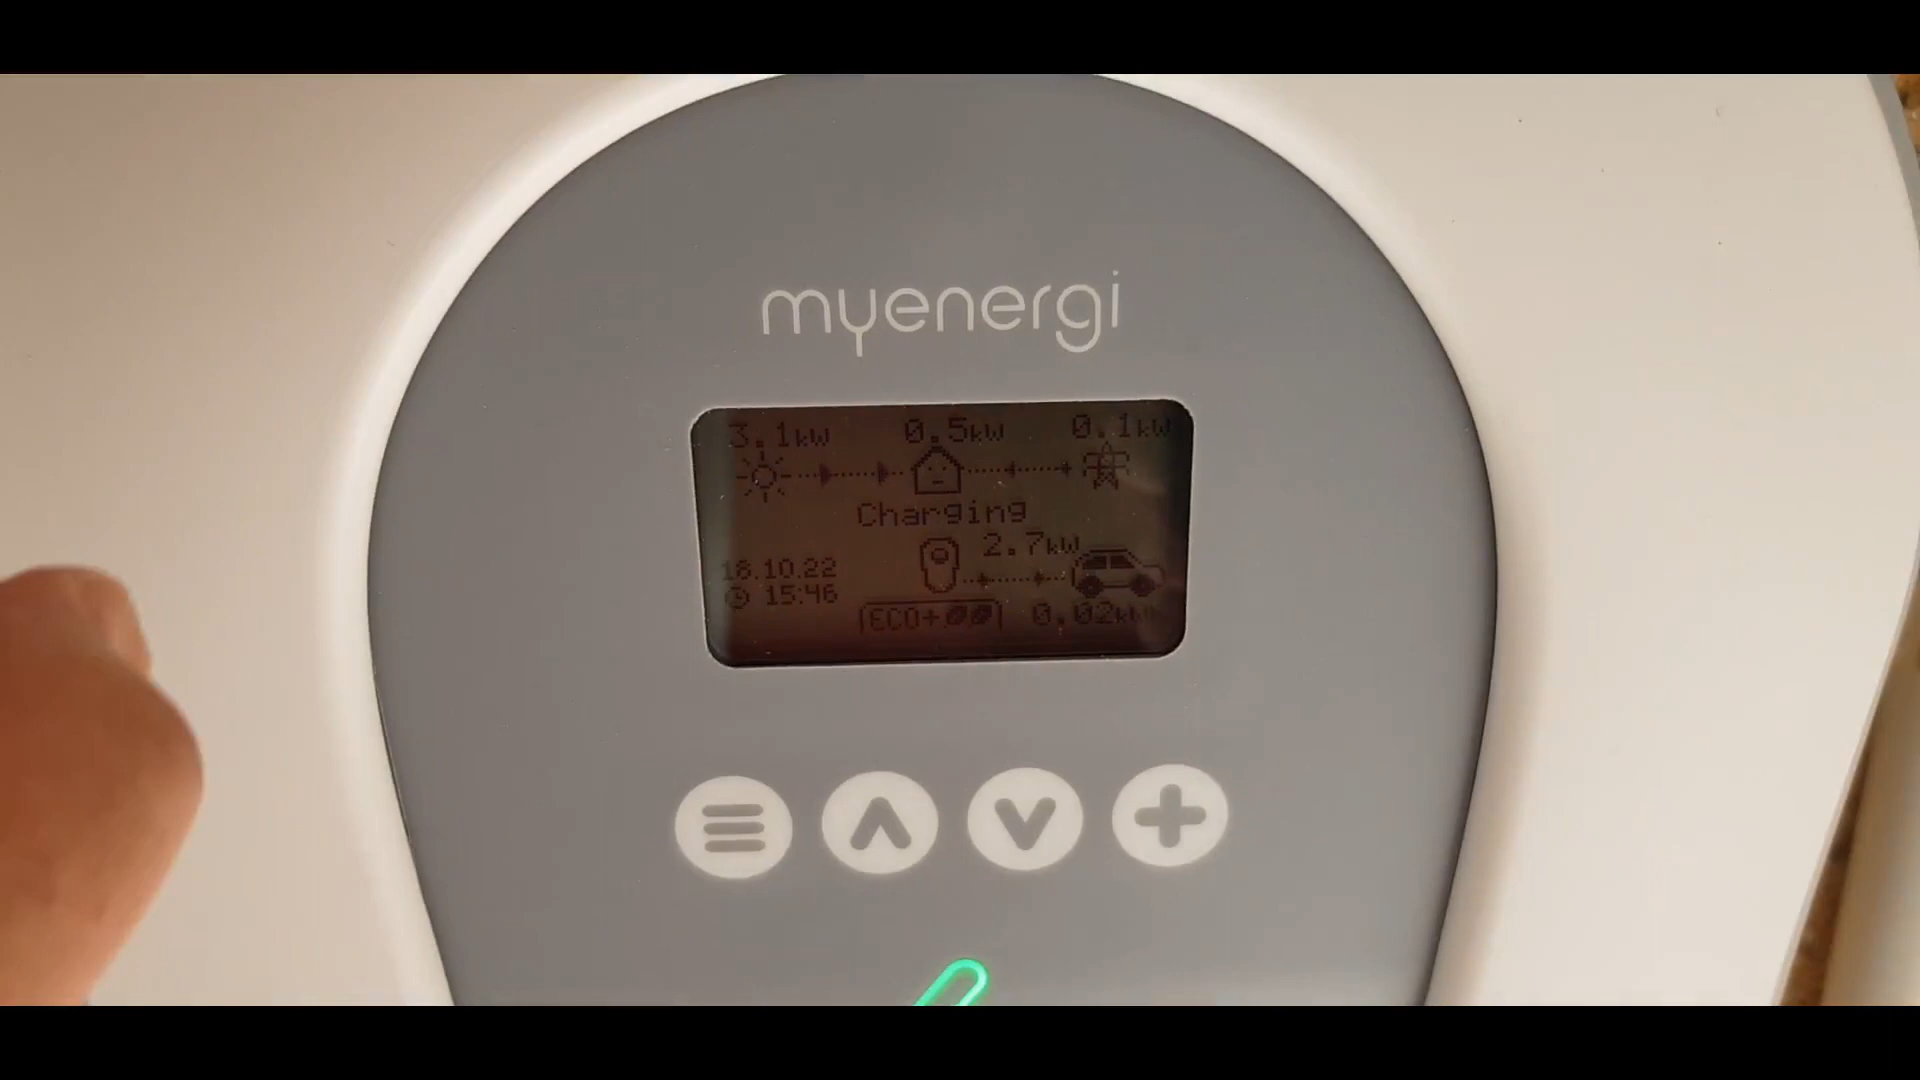 myenergi
3.1kW 0.5kW 0.1kW
Charging
2.7kW
18.10.22
15:46
ECO+ 0.02kWh